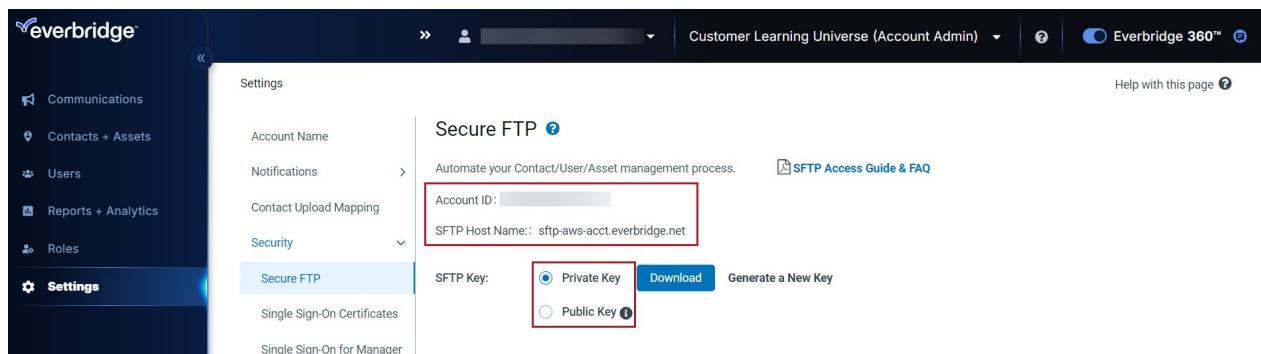 everbridge™
Customer Learning Universe (Account Admin)
Everbridge 360™
Communications
Contacts + Assets
Users
Reports + Analytics
Roles
Settings
Settings
Help with this page
Account Name
Notifications
Contact Upload Mapping
Security
Secure FTP
Single Sign-On Certificates
Single Sign-On for Manager
Secure FTP
Automate your Contact/User/Asset management process.
SFTP Access Guide & FAQ
Account ID:
SFTP Host Name:: sftp-aws-acct.everbridge.net
SFTP Key:
Private Key
Download
Generate a New Key
Public Key